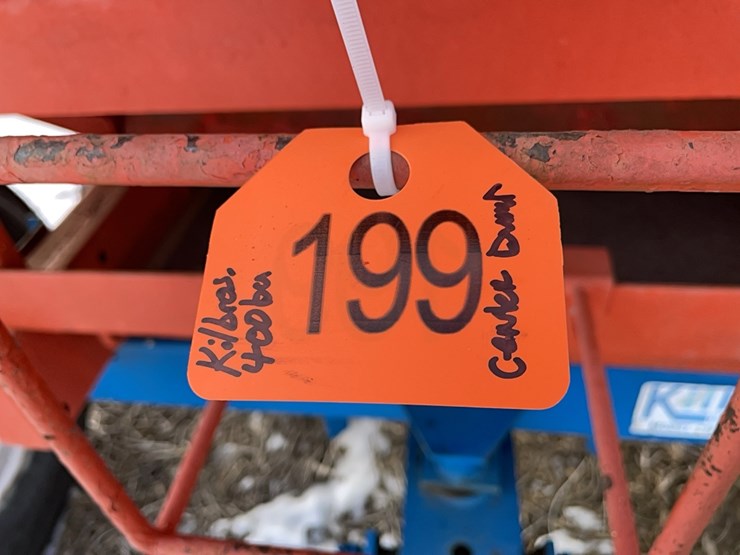 199
Kilbros.
400bu
Center Dump